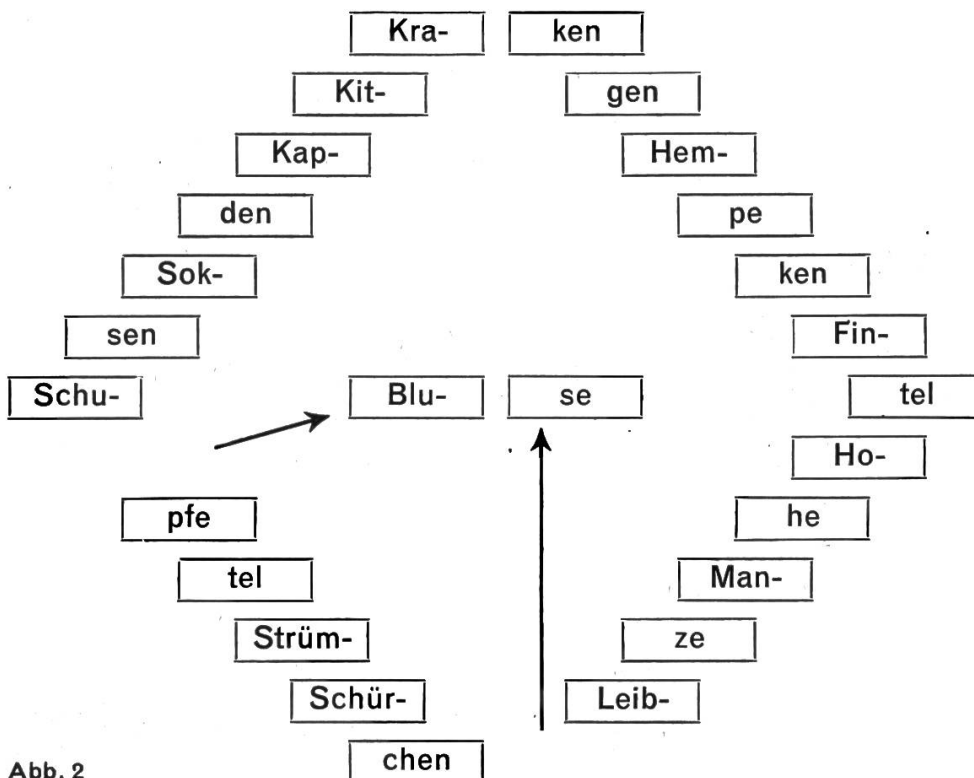 Kra- ken
Kit- gen
Kap- Hem-
den pe
Sok- ken
sen Fin-
Schu- Blu- se tel
Ho-
pfe he
tel Man-
Strüm- ze
Schür- Leib-
chen
Abb. 2